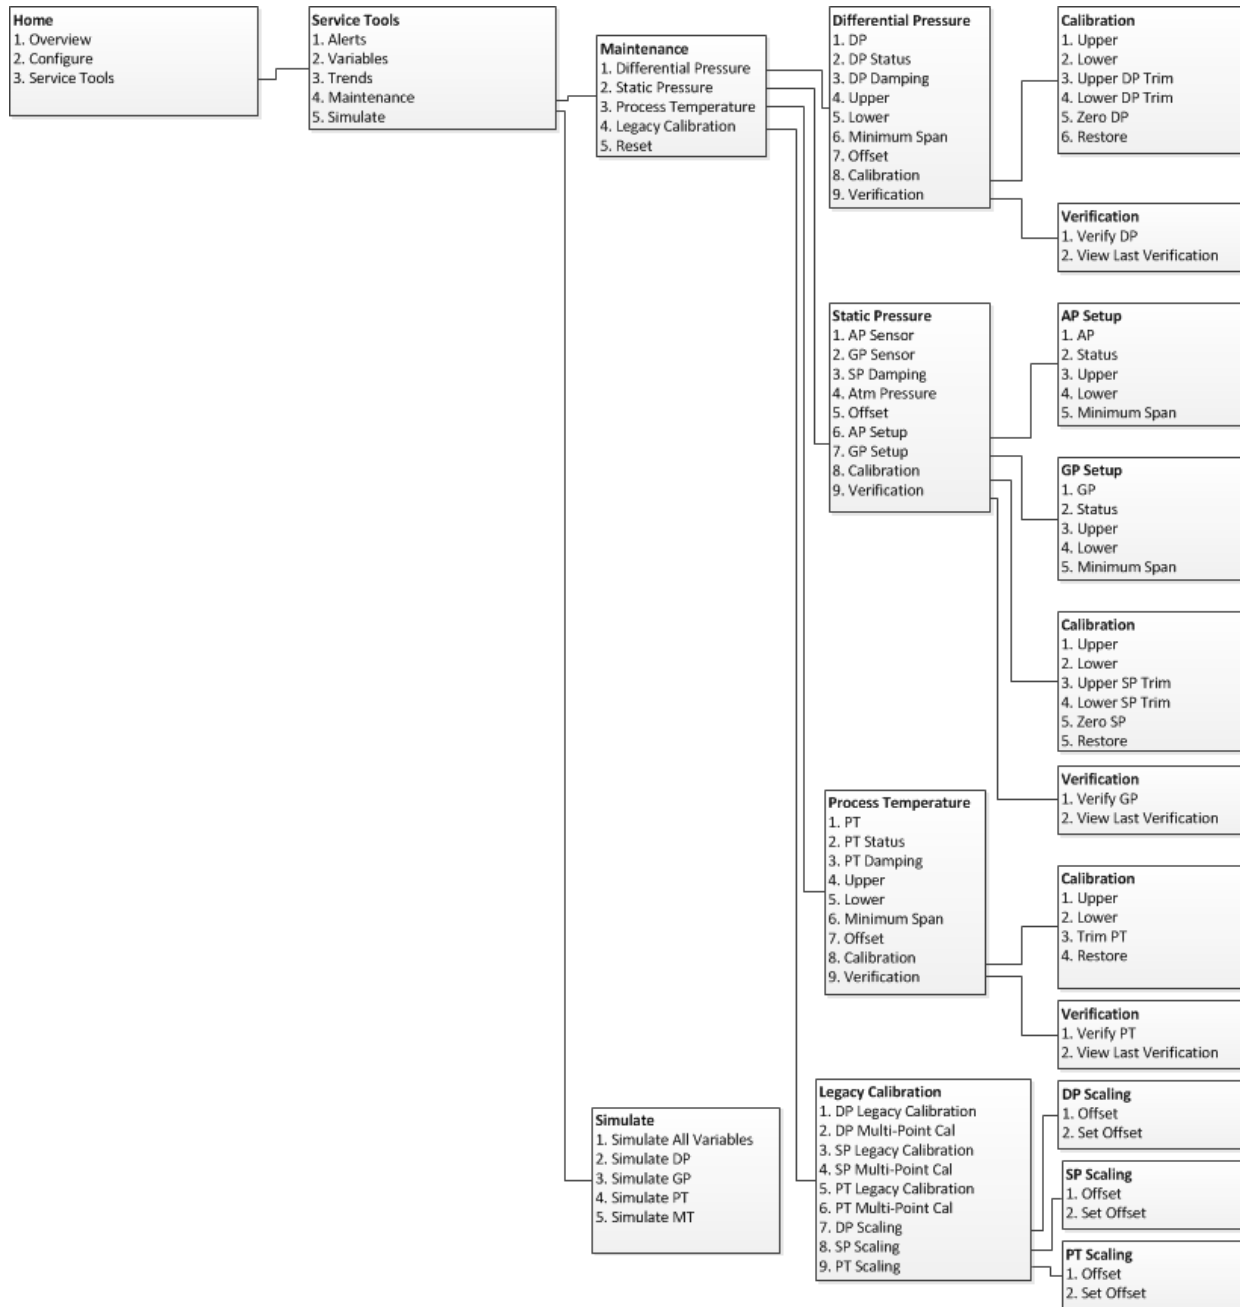 Home
1. Overview
2. Configure
3. Service Tools
Service Tools
1. Alerts
2. Variables
3. Trends
4. Maintenance
5. Simulate
Maintenance
1. Differential Pressure
2. Static Pressure
3. Process Temperature
4. Legacy Calibration
5. Reset
Differential Pressure
1. DP
2. DP Status
3. DP Damping
4. Upper
5. Lower
6. Minimum Span
7. Offset
8. Calibration
9. Verification
Calibration
1. Upper
2. Lower
3. Upper DP Trim
4. Lower DP Trim
5. Zero DP
6. Restore
Verification
1. Verify DP
2. View Last Verification
Static Pressure
1. AP Sensor
2. GP Sensor
3. SP Damping
4. Atm Pressure
5. Offset
6. AP Setup
7. GP Setup
8. Calibration
9. Verification
AP Setup
1. AP
2. Status
3. Upper
4. Lower
5. Minimum Span
GP Setup
1. GP
2. Status
3. Upper
4. Lower
5. Minimum Span
Calibration
1. Upper
2. Lower
3. Upper SP Trim
4. Lower SP Trim
5. Zero SP
5. Restore
Verification
1. Verify GP
2. View Last Verification
Process Temperature
1. PT
2. PT Status
3. PT Damping
4. Upper
5. Lower
6. Minimum Span
7. Offset
8. Calibration
9. Verification
Calibration
1. Upper
2. Lower
3. Trim PT
4. Restore
Verification
1. Verify PT
2. View Last Verification
Simulate
1. Simulate All Variables
2. Simulate DP
3. Simulate GP
4. Simulate PT
5. Simulate MT
Legacy Calibration
1. DP Legacy Calibration
2. DP Multi-Point Cal
3. SP Legacy Calibration
4. SP Multi-Point Cal
5. PT Legacy Calibration
6. PT Multi-Point Cal
7. DP Scaling
8. SP Scaling
9. PT Scaling
DP Scaling
1. Offset
2. Set Offset
SP Scaling
1. Offset
2. Set Offset
PT Scaling
1. Offset
2. Set Offset